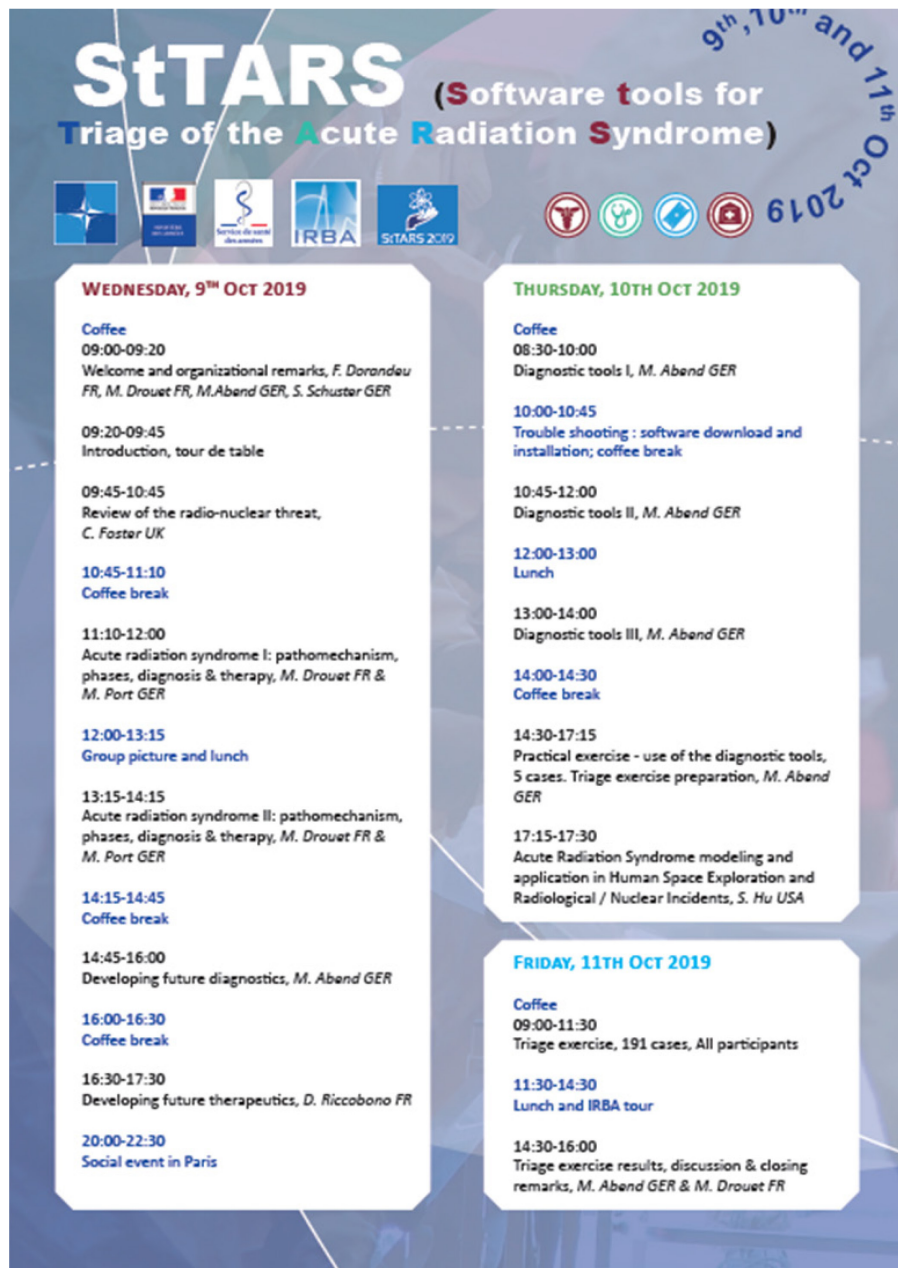 9th,10th and 11th Oct 2019
StTARS (Software tools for
Triage of the Acute Radiation Syndrome)
Service de santé
des armées
IRBA
StTARS 2019
WEDNESDAY, 9TH OCT 2019
Coffee
09:00-09:20
Welcome and organizational remarks, F. Dorandeu
FR, M. Drouet FR, M.Abend GER, S. Schuster GER
09:20-09:45
Introduction, tour de table
09:45-10:45
Review of the radio-nuclear threat,
C. Foster UK
10:45-11:10
Coffee break
11:10-12:00
Acute radiation syndrome I: pathomechanism,
phases, diagnosis & therapy, M. Drouet FR &
M. Port GER
12:00-13:15
Group picture and lunch
13:15-14:15
Acute radiation syndrome II: pathomechanism,
phases, diagnosis & therapy, M. Drouet FR &
M. Port GER
14:15-14:45
Coffee break
14:45-16:00
Developing future diagnostics, M. Abend GER
16:00-16:30
Coffee break
16:30-17:30
Developing future therapeutics, D. Riccobono FR
20:00-22:30
Social event in Paris
THURSDAY, 10TH OCT 2019
Coffee
08:30-10:00
Diagnostic tools I, M. Abend GER
10:00-10:45
Trouble shooting : software download and
installation; coffee break
10:45-12:00
Diagnostic tools II, M. Abend GER
12:00-13:00
Lunch
13:00-14:00
Diagnostic tools III, M. Abend GER
14:00-14:30
Coffee break
14:30-17:15
Practical exercise - use of the diagnostic tools,
5 cases. Triage exercise preparation, M. Abend
GER
17:15-17:30
Acute Radiation Syndrome modeling and
application in Human Space Exploration and
Radiological / Nuclear Incidents, S. Hu USA
FRIDAY, 11TH OCT 2019
Coffee
09:00-11:30
Triage exercise, 191 cases, All participants
11:30-14:30
Lunch and IRBA tour
14:30-16:00
Triage exercise results, discussion & closing
remarks, M. Abend GER & M. Drouet FR